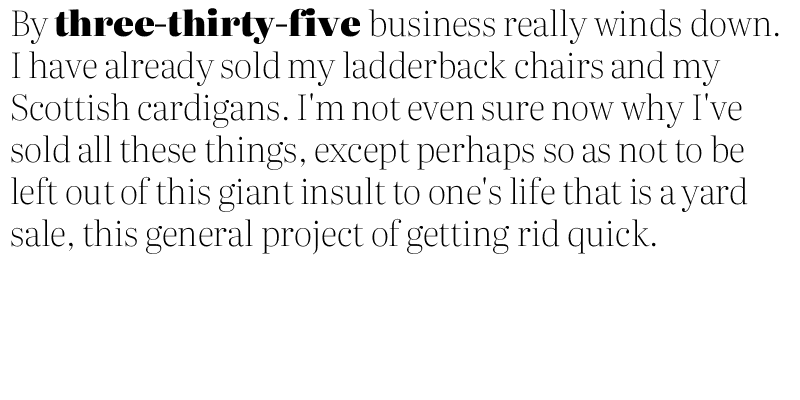 By three-thirty-five business really winds down.
I have already sold my ladderback chairs and my
Scottish cardigans. I'm not even sure now why I've
sold all these things, except perhaps so as not to be
left out of this giant insult to one's life that is a yard
sale, this general project of getting rid quick.